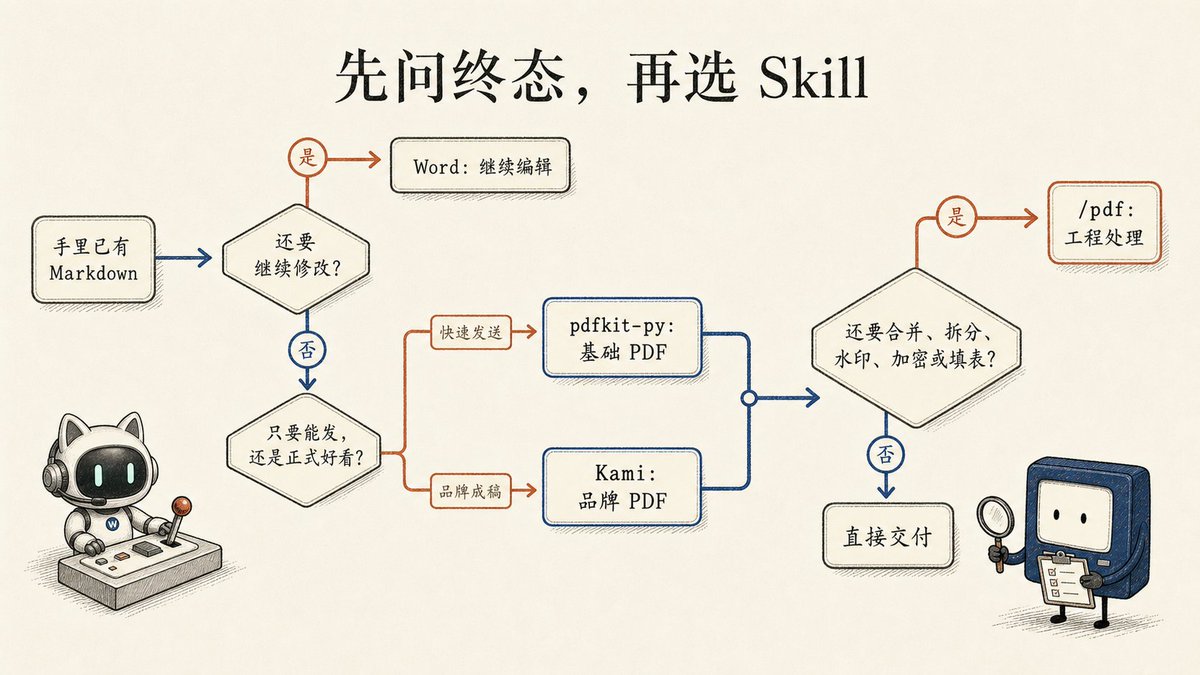 先问终态，再选 Skill
手里已有
Markdown
还要
继续修改？
是
Word: 继续编辑
否
只要能发，
还是正式好看？
快速发送
pdfkit-py:
基础 PDF
品牌成稿
Kami:
品牌 PDF
还要合并、拆分、
水印、加密或填表？
是
/pdf:
工程处理
否
直接交付
W